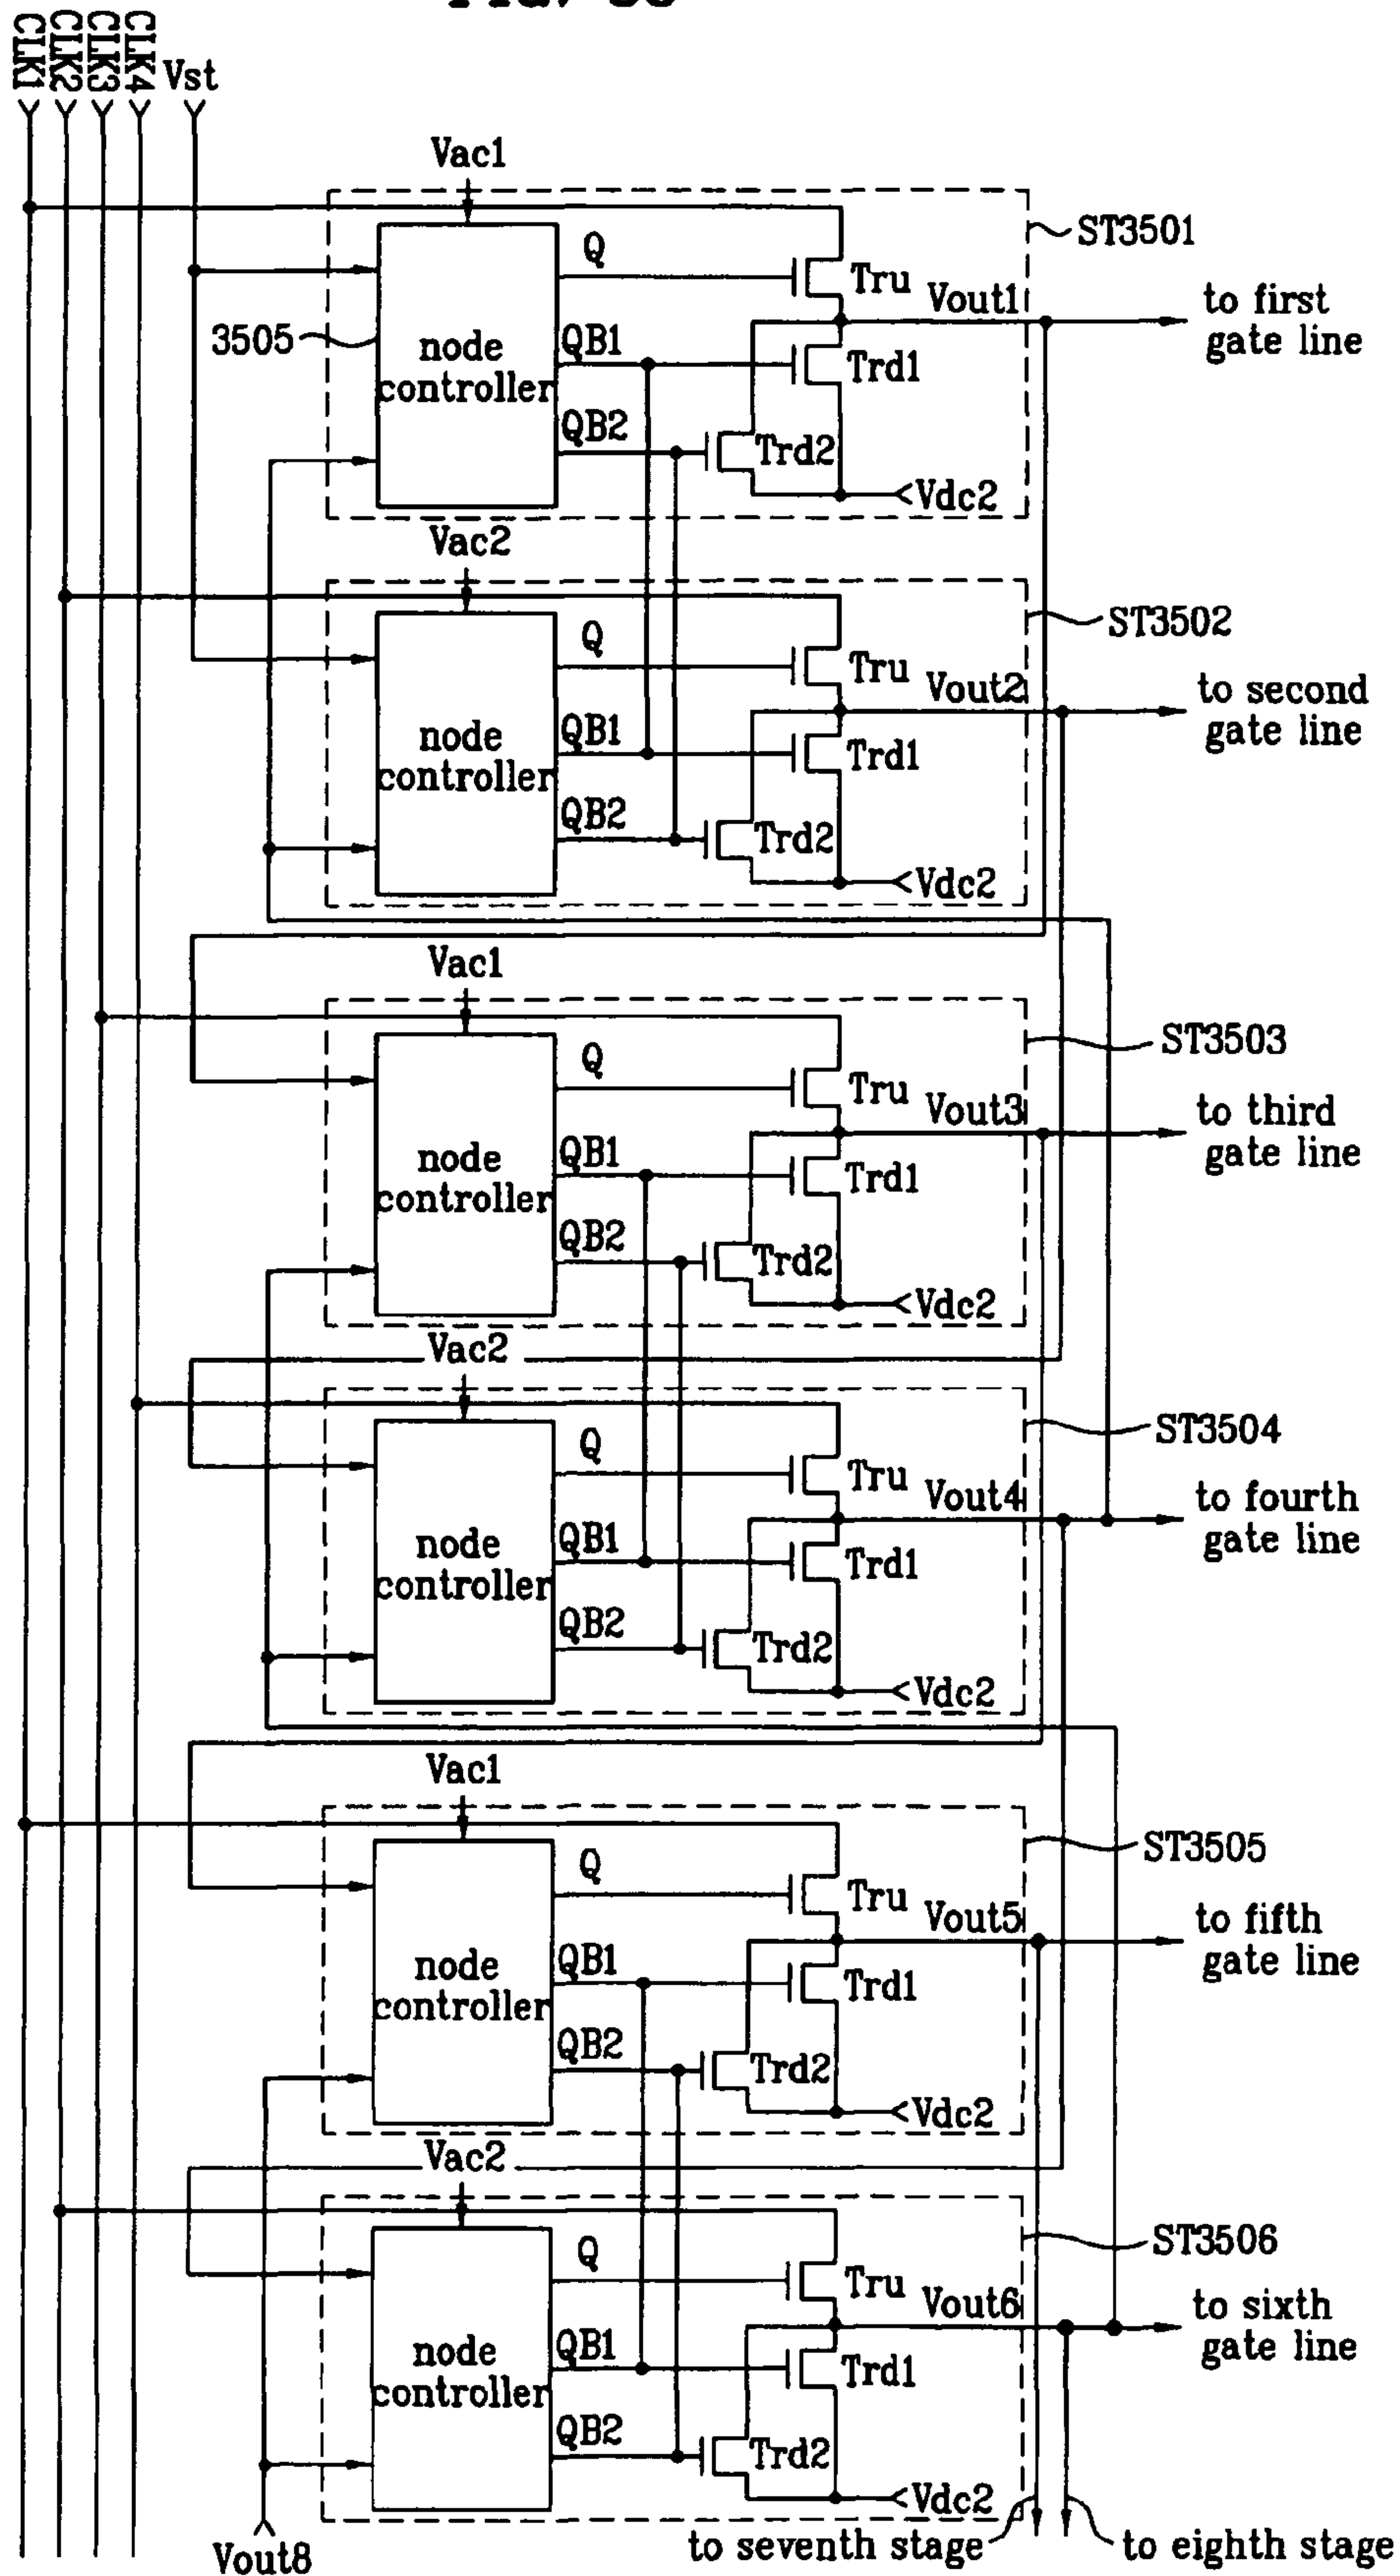 CLK1
CLK2
CLK3
CLK4
Vst
Vac1
ST3501
Q
Tru
Vout1
to first
gate line
3505
node
controller
QB1
Trd1
QB2
Trd2
Vdc2
Vac2
ST3502
Q
Tru
Vout2
to second
gate line
node
controller
QB1
Trd1
QB2
Trd2
Vdc2
Vac1
ST3503
Q
Tru
Vout3
to third
gate line
node
controller
QB1
Trd1
QB2
Trd2
Vdc2
Vac2
ST3504
Q
Tru
Vout4
to fourth
gate line
node
controller
QB1
Trd1
QB2
Trd2
Vdc2
Vac1
ST3505
Q
Tru
Vout5
to fifth
gate line
node
controller
QB1
Trd1
QB2
Trd2
Vdc2
Vac2
ST3506
Q
Tru
Vout6
to sixth
gate line
node
controller
QB1
Trd1
QB2
Trd2
Vdc2
Vout8
to seventh stage
to eighth stage